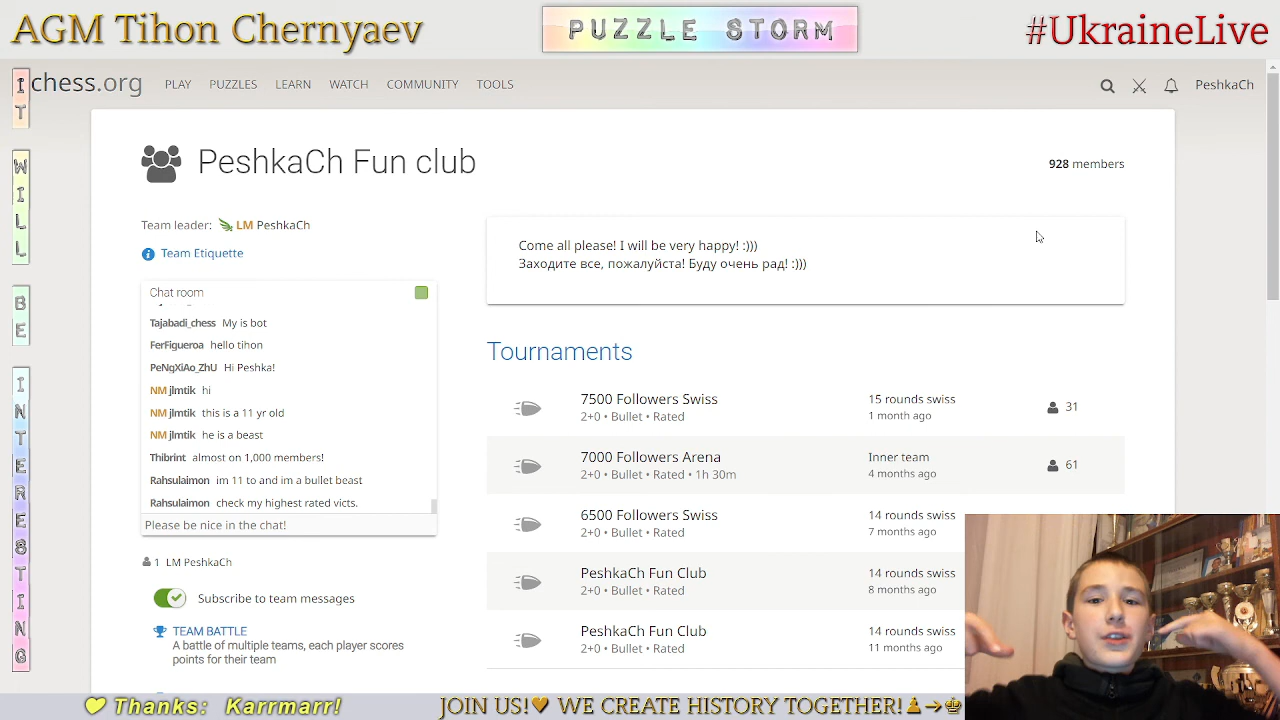 AGM Tihon Chernyaev
PUZZLE STORM
#UkraineLive
IT
WILL
BE
INTERESTING
chess.org
PLAY PUZZLES LEARN WATCH COMMUNITY TOOLS
PeshkaCh
PeshkaCh Fun club
928 members
Team leader: LM PeshkaCh
Team Etiquette
Come all please! I will be very happy! :)))
Заходите все, пожалуйста! Буду очень рад! :)))
Chat room
Tajabadi_chess My is bot
FerFigueroa hello tihon
PeNgXiAo_ZhU Hi Peshka!
NM jlmtik hi
NM jlmtik this is a 11 yr old
NM jlmtik he is a beast
Thibrint almost on 1,000 members!
Rahsulaimon im 11 to and im a bullet beast
Rahsulaimon check my highest rated victs.
Please be nice in the chat!
1 LM PeshkaCh
Subscribe to team messages
TEAM BATTLE
A battle of multiple teams, each player scores
points for their team
Tournaments
7500 Followers Swiss 15 rounds swiss 31
2+0 • Bullet • Rated 1 month ago
7000 Followers Arena Inner team 61
2+0 • Bullet • Rated • 1h 30m 4 months ago
6500 Followers Swiss 14 rounds swiss
2+0 • Bullet • Rated 7 months ago
PeshkaCh Fun Club 14 rounds swiss
2+0 • Bullet • Rated 8 months ago
PeshkaCh Fun Club 14 rounds swiss
2+0 • Bullet • Rated 11 months ago
Thanks: Karrmarr!
JOIN US! WE CREATE HISTORY TOGETHER!